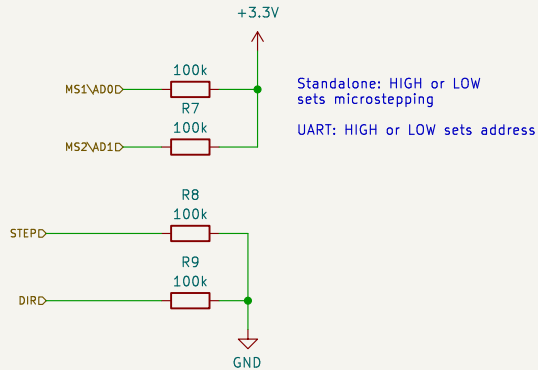 +3.3V
100k
MS1\AD0
R7
100k
MS2\AD1
Standalone: HIGH or LOW
sets microstepping
UART: HIGH or LOW sets address
R8
100k
STEP
R9
100k
DIR
GND